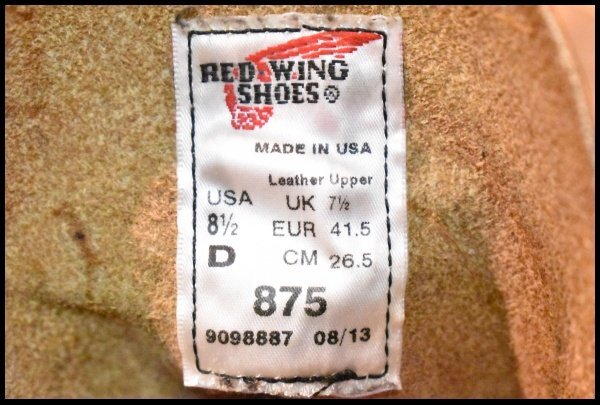 RED WING
SHOES®
MADE IN USA
Leather Upper
USA UK 7½
8½ EUR 41.5
D CM 26.5
875
9098887 08/13